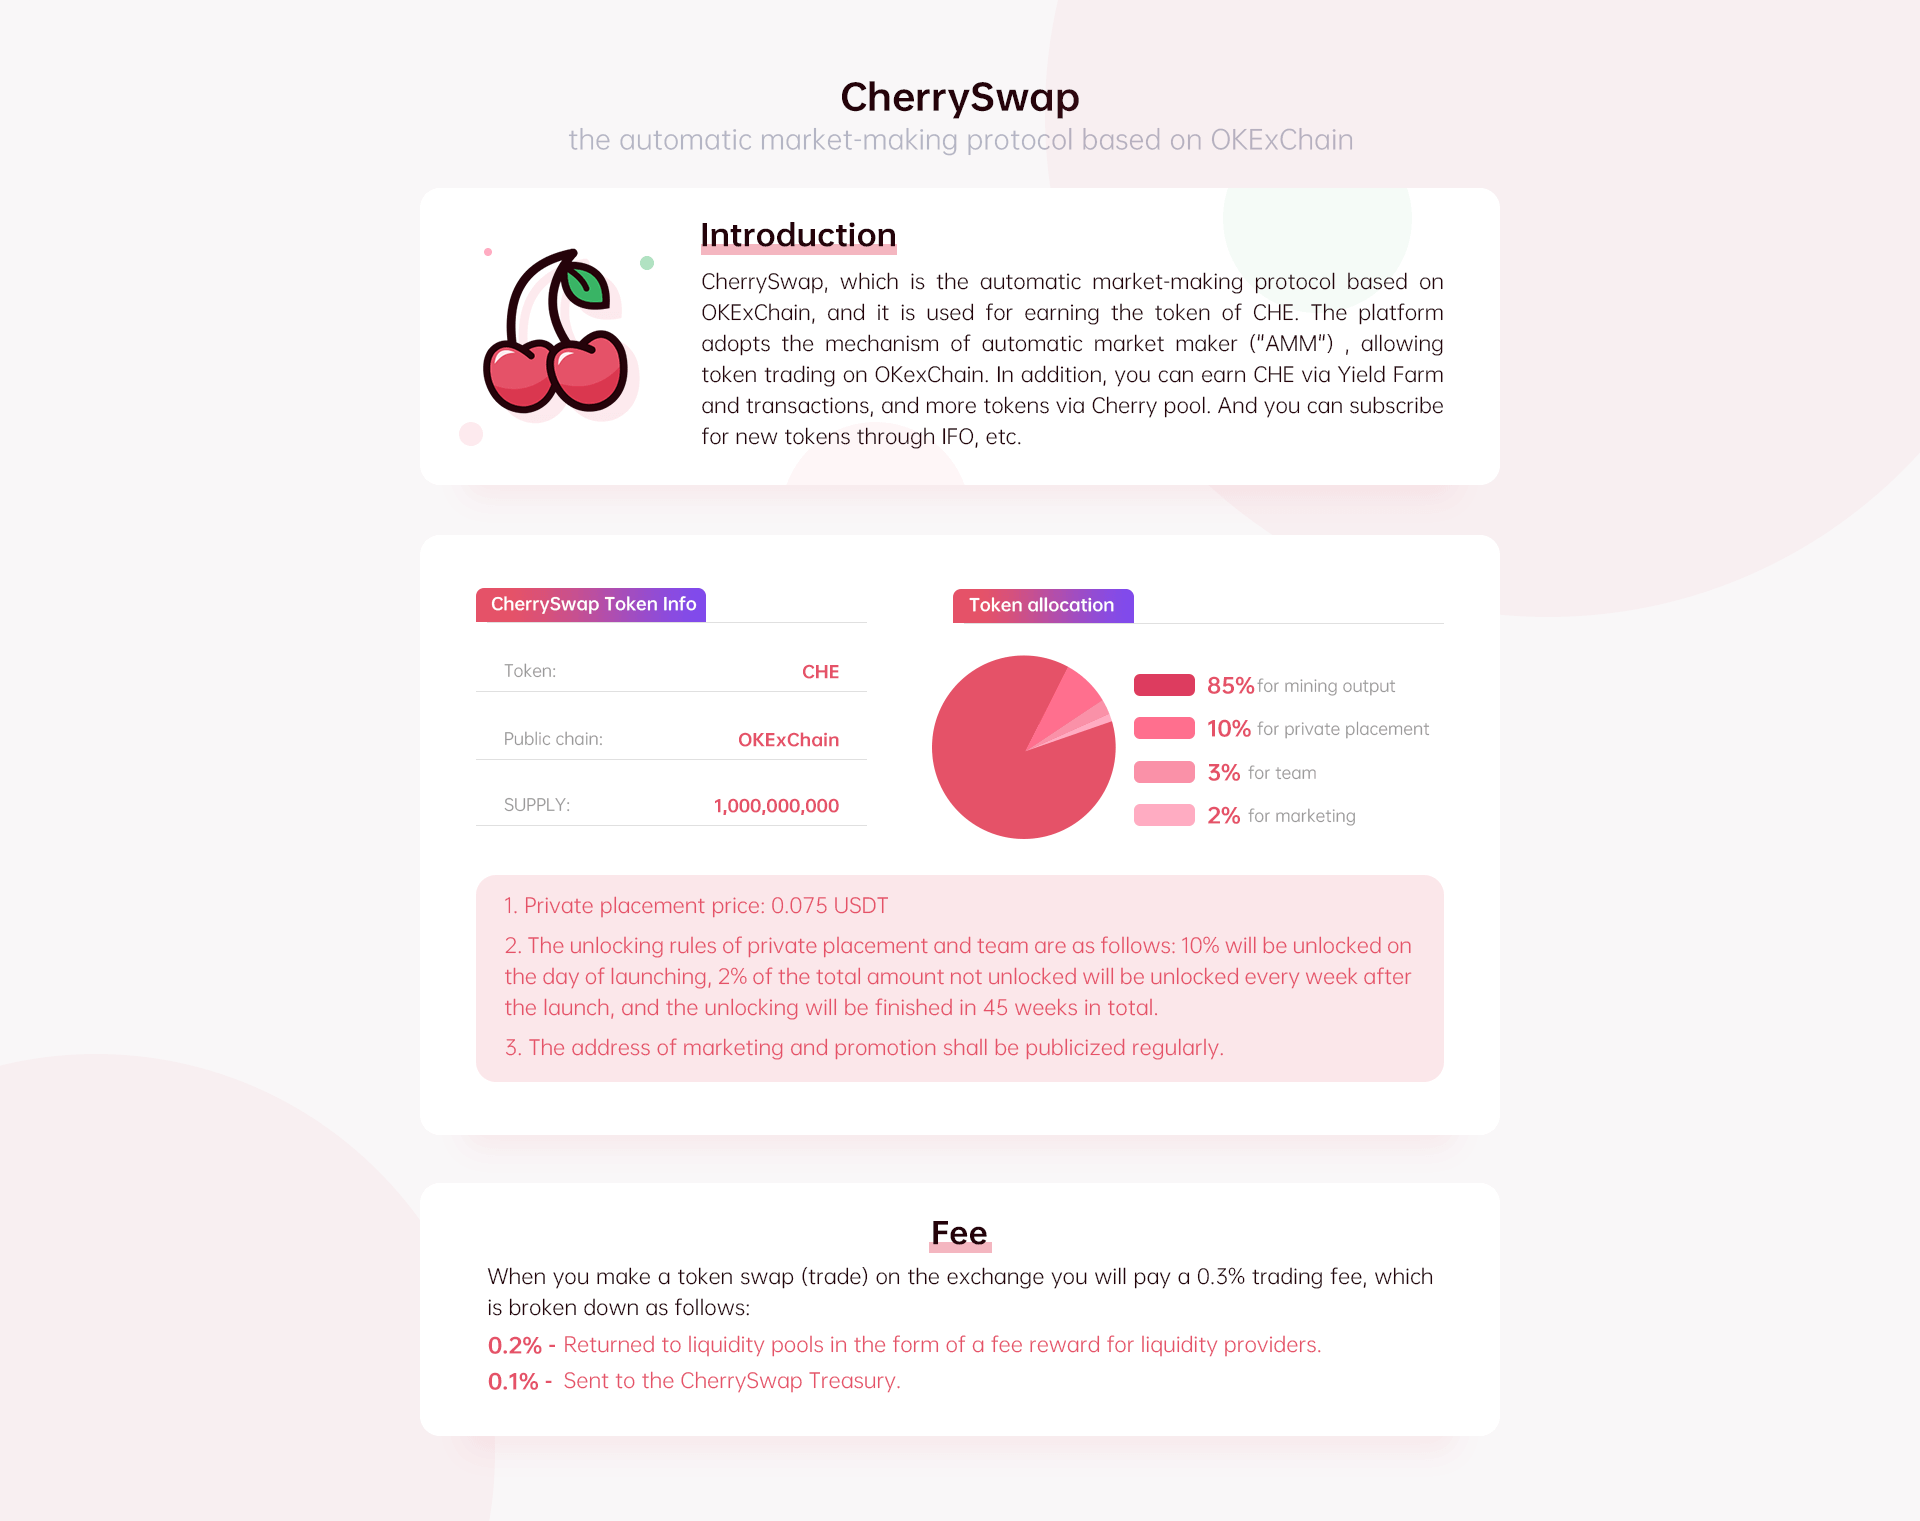 CherrySwap
the automatic market-making protocol based on OKExChain
Introduction
CherrySwap, which is the automatic market-making protocol based on
OKExChain, and it is used for earning the token of CHE. The platform
adopts the mechanism of automatic market maker ("AMM") , allowing
token trading on OKexChain. In addition, you can earn CHE via Yield Farm
and transactions, and more tokens via Cherry pool. And you can subscribe
for new tokens through IFO, etc.
CherrySwap Token Info
Token: CHE
Public chain: OKExChain
SUPPLY: 1,000,000,000
Token allocation
85% for mining output
10% for private placement
3% for team
2% for marketing
1. Private placement price: 0.075 USDT
2. The unlocking rules of private placement and team are as follows: 10% will be unlocked on
the day of launching, 2% of the total amount not unlocked will be unlocked every week after
the launch, and the unlocking will be finished in 45 weeks in total.
3. The address of marketing and promotion shall be publicized regularly.
Fee
When you make a token swap (trade) on the exchange you will pay a 0.3% trading fee, which
is broken down as follows:
0.2% - Returned to liquidity pools in the form of a fee reward for liquidity providers.
0.1% - Sent to the CherrySwap Treasury.